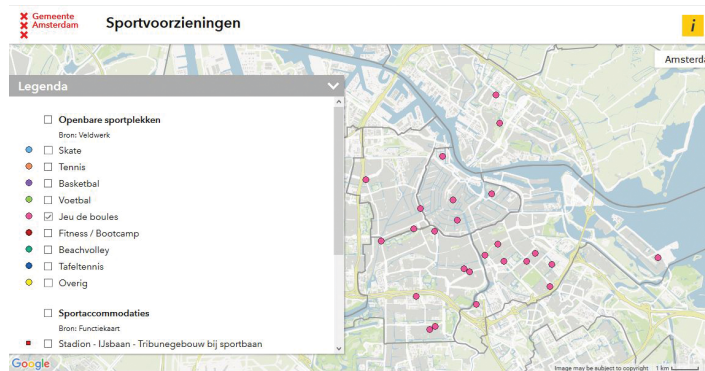 Gemeente
Amsterdam
Sportvoorzieningen
i
Amsterda
Legenda
Openbare sportplekken
Bron: Veldwerk
Skate
Tennis
Basketbal
Voetbal
Jeu de boules
Fitness / Bootcamp
Beachvolley
Tafeltennis
Overig
Sportaccommodaties
Bron: Functiekaart
Stadion - IJsbaan - Tribunegebouw bij sportbaan
Google
Image may be subject to copyright
1 km